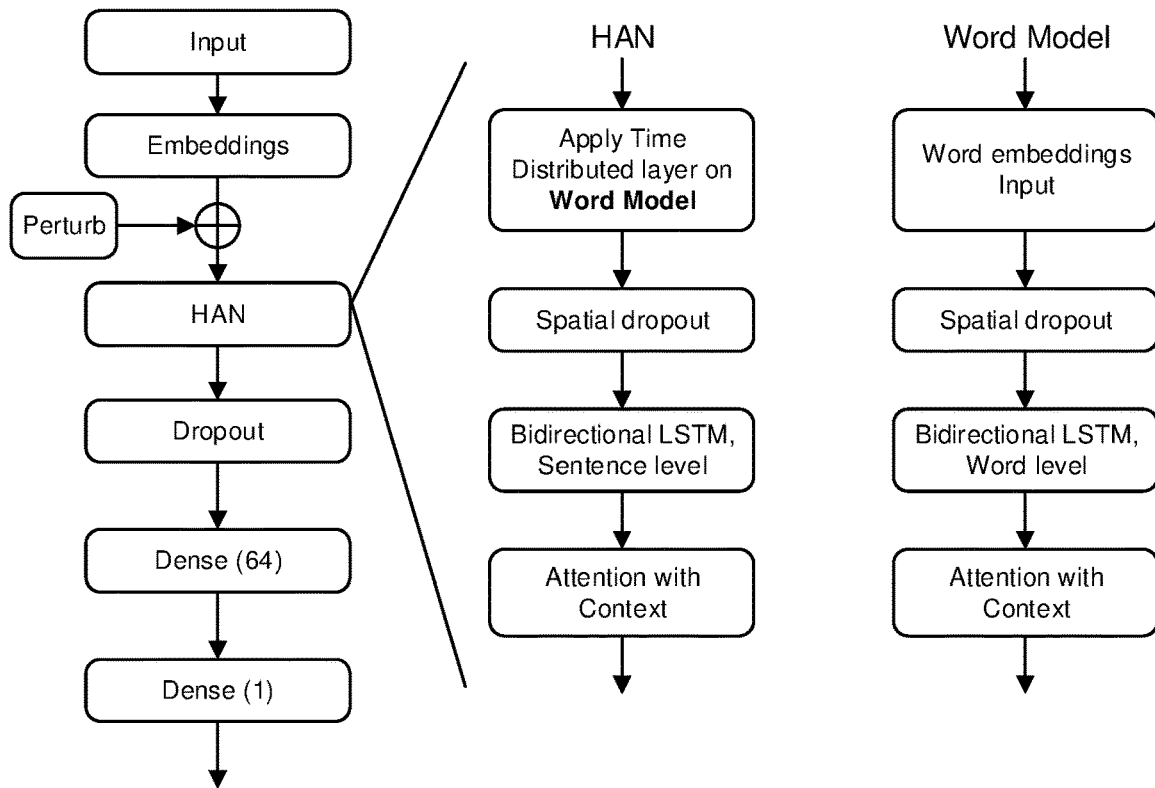 Input
Embeddings
Perturb
HAN
Dropout
Dense (64)
Dense (1)
HAN
Apply Time
Distributed layer on
Word Model
Spatial dropout
Bidirectional LSTM,
Sentence level
Attention with
Context
Word Model
Word embeddings
Input
Spatial dropout
Bidirectional LSTM,
Word level
Attention with
Context